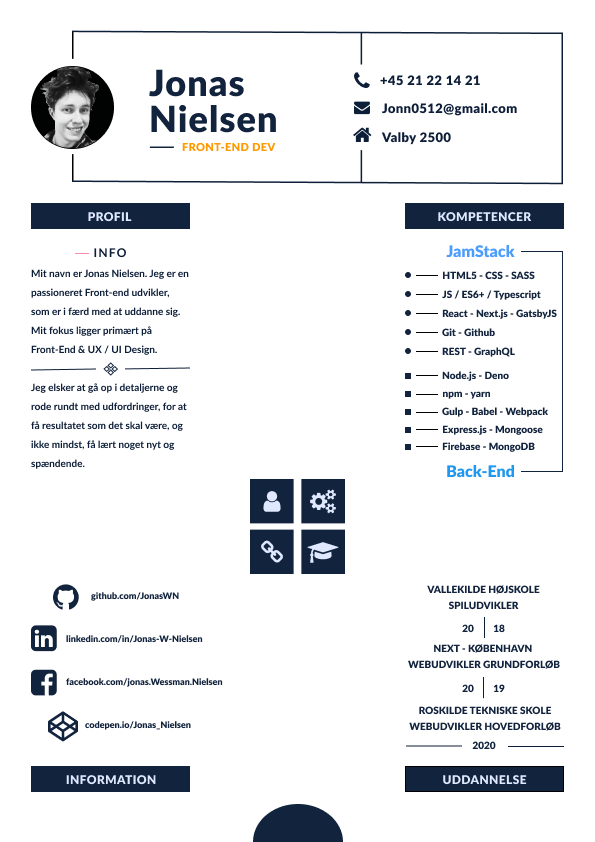 Jonas
Nielsen
FRONT-END DEV
+45 21 22 14 21
Jonn0512@gmail.com
Valby 2500
PROFIL
INFO
Mit navn er Jonas Nielsen. Jeg er en
passioneret Front-end udvikler,
som er i færd med at uddanne sig.
Mit fokus ligger primært på
Front-End & UX / UI Design.
Jeg elsker at gå op i detaljerne og
rode rundt med udfordringer, for at
få resultatet som det skal være, og
ikke mindst, få lært noget nyt og
spændende.
KOMPETENCER
JamStack
HTML5 - CSS - SASS
JS / ES6+ / Typescript
React - Next.js - GatsbyJS
Git - Github
REST - GraphQL
Node.js - Deno
npm - yarn
Gulp - Babel - Webpack
Express.js - Mongoose
Firebase - MongoDB
Back-End
github.com/JonasWN
linkedin.com/in/Jonas-W-Nielsen
facebook.com/jonas.Wessman.Nielsen
codepen.io/Jonas_Nielsen
INFORMATION
VALLEKILDE HØJSKOLE
SPILUDVIKLER
20 18
NEXT - KØBENHAVN
WEBUDVIKLER GRUNDFORLØB
20 19
ROSKILDE TEKNISKE SKOLE
WEBUDVIKLER HOVEDFORLØB
2020
UDDANNELSE